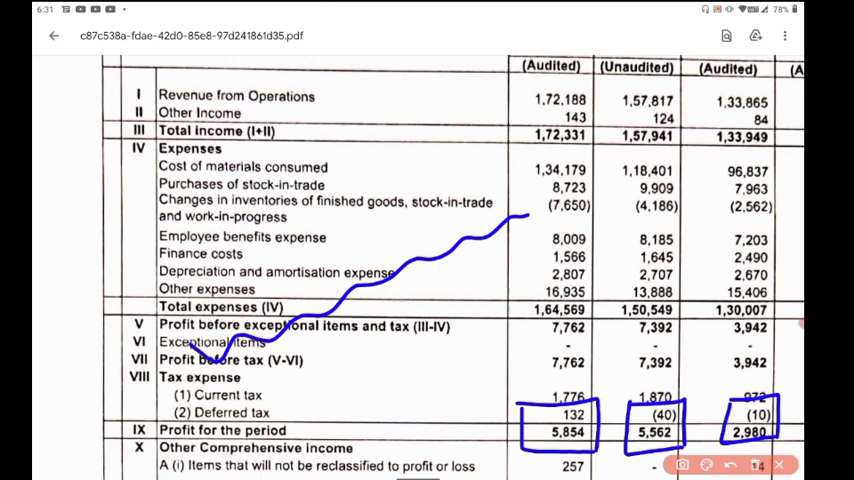 6:31
78%
c87c538a-fdae-42d0-85e8-97d241861d35.pdf
(Audited) (Unaudited) (Audited) (A
I Revenue from Operations 1,72,188 1,57,817 1,33,865
II Other Income 143 124 84
III Total income (I+II) 1,72,331 1,57,941 1,33,949
IV Expenses
Cost of materials consumed 1,34,179 1,18,401 96,837
Purchases of stock-in-trade 8,723 9,909 7,963
Changes in inventories of finished goods, stock-in-trade (7,650) (4,186) (2,562)
and work-in-progress
Employee benefits expense 8,009 8,185 7,203
Finance costs 1,566 1,645 2,490
Depreciation and amortisation expense 2,807 2,707 2,670
Other expenses 16,935 13,888 15,406
Total expenses (IV) 1,64,569 1,50,549 1,30,007
V Profit before exceptional items and tax (III-IV) 7,762 7,392 3,942
VI Exceptional items - - -
VII Profit before tax (V-VI) 7,762 7,392 3,942
VIII Tax expense
(1) Current tax 1,776 1,870 972
(2) Deferred tax 132 (40) (10)
IX Profit for the period 5,854 5,562 2,980
X Other Comprehensive income
A (i) Items that will not be reclassified to profit or loss 257 - 14